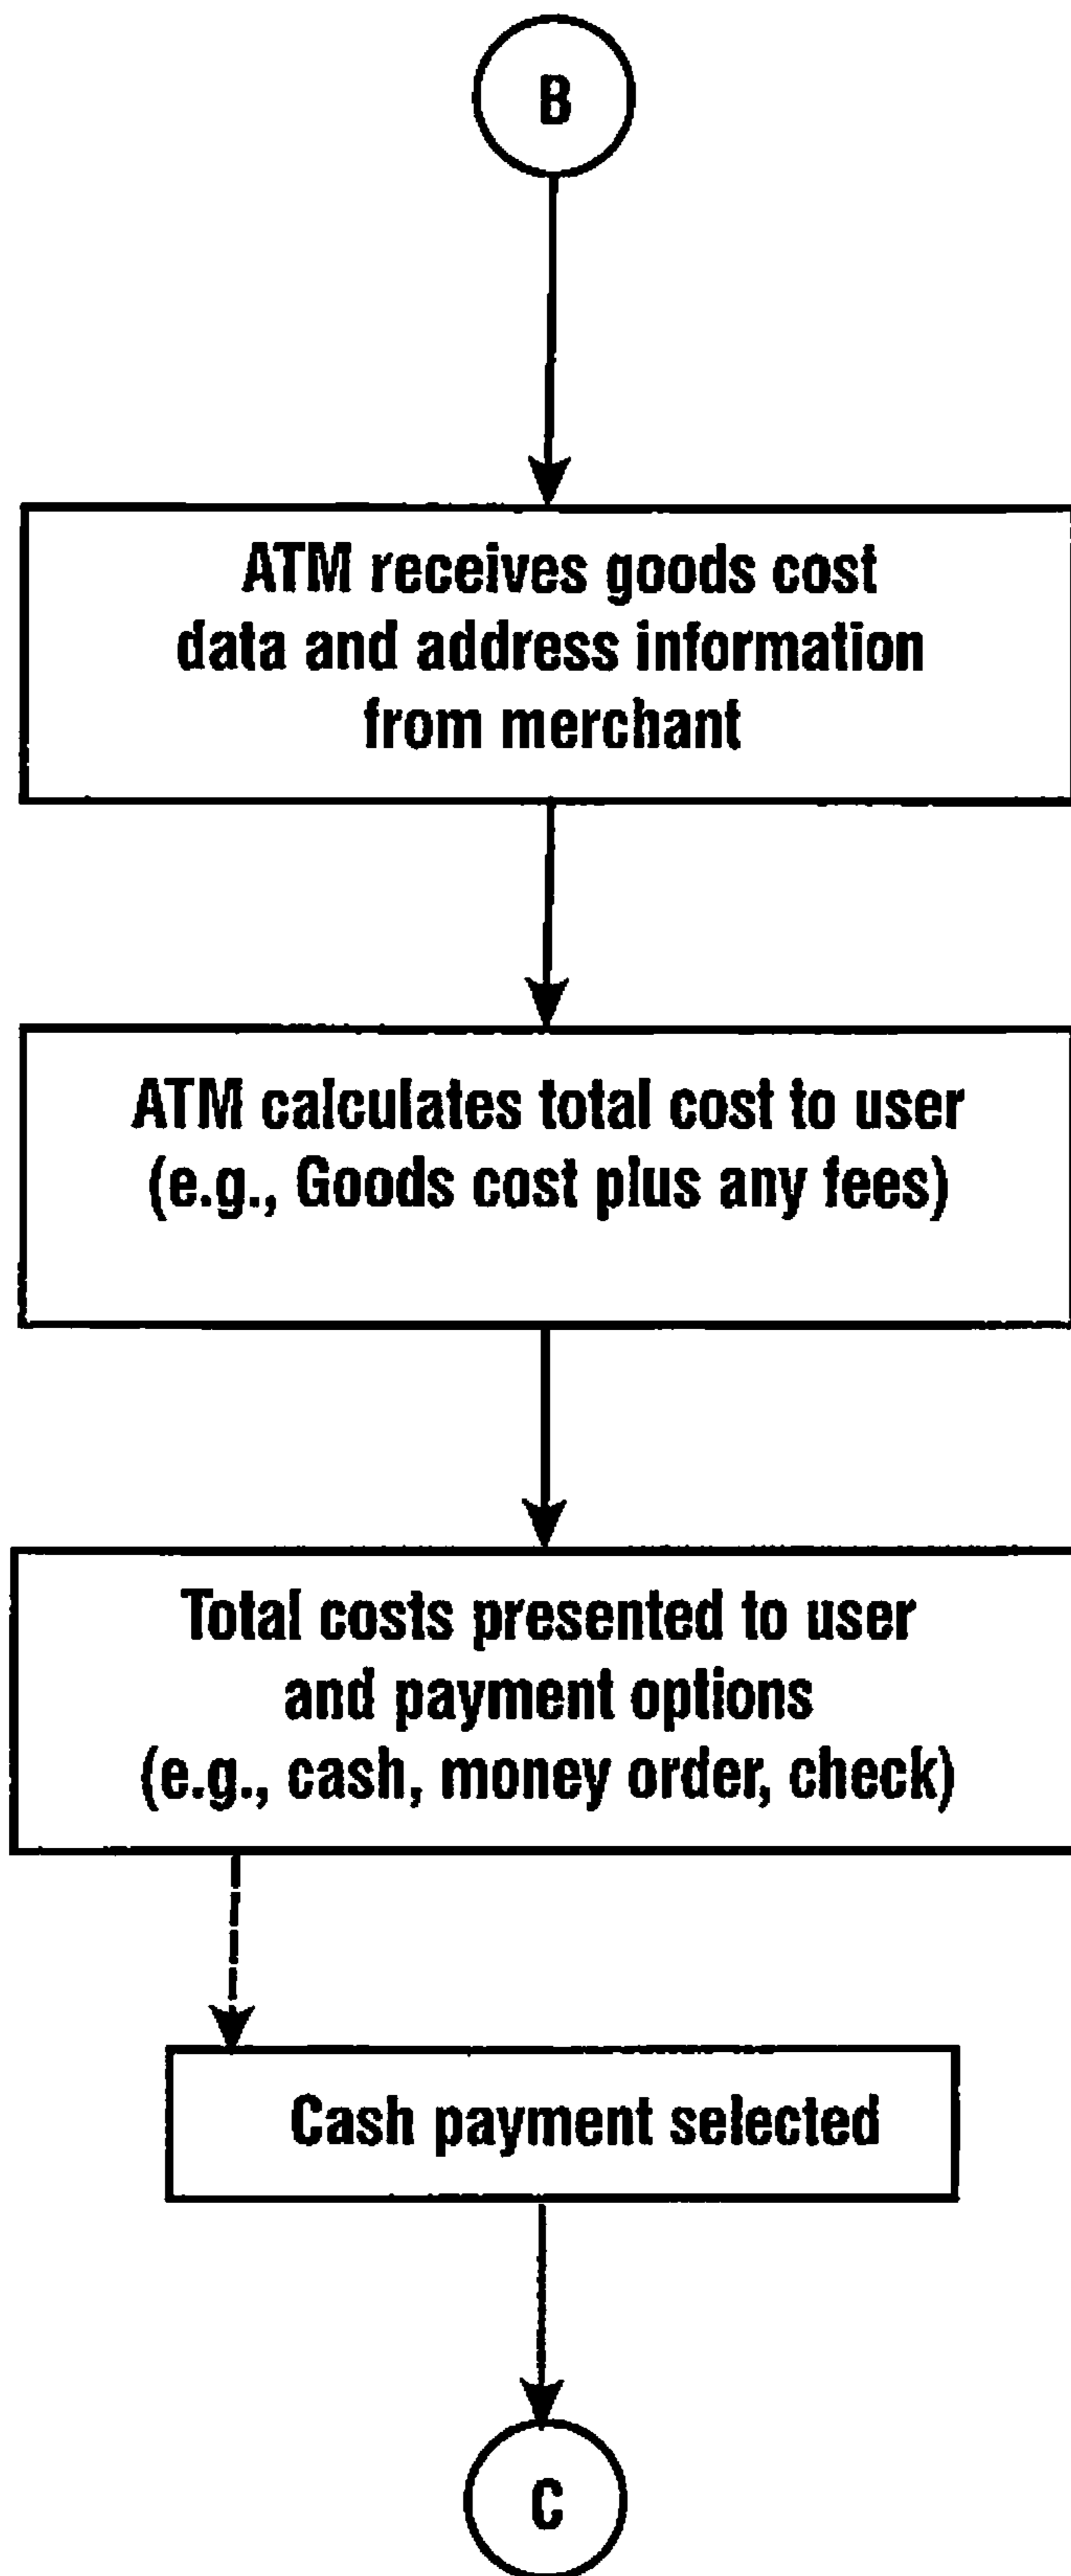 B
ATM receives goods cost
data and address information
from merchant
ATM calculates total cost to user
(e.g., Goods cost plus any fees)
Total costs presented to user
and payment options
(e.g., cash, money order, check)
Cash payment selected
C